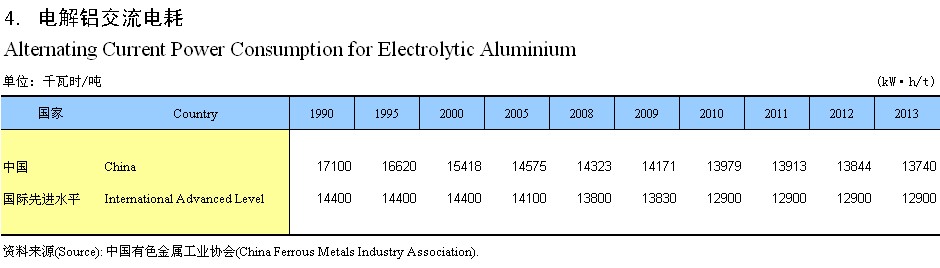 4. 电解铝交流电耗
Alternating Current Power Consumption for Electrolytic Aluminium
单位：千瓦时/吨 (kW·h/t)
国家 Country 1990 1995 2000 2005 2008 2009 2010 2011 2012 2013
中国 China 17100 16620 15418 14575 14323 14171 13979 13913 13844 13740
国际先进水平 International Advanced Level 14400 14400 14400 14100 13800 13830 12900 12900 12900 12900
资料来源(Source): 中国有色金属工业协会(China Ferrous Metals Industry Association).